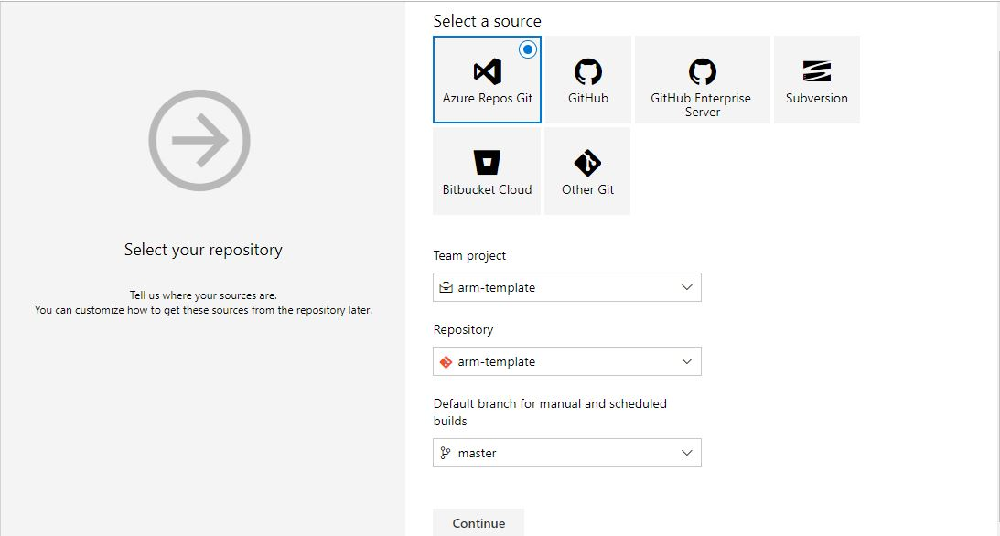 Select your repository
Tell us where your sources are.
You can customize how to get these sources from the repository later.
Select a source
Azure Repos Git
GitHub
GitHub Enterprise
Server
Subversion
Bitbucket Cloud
Other Git
Team project
arm-template
Repository
arm-template
Default branch for manual and scheduled
builds
master
Continue